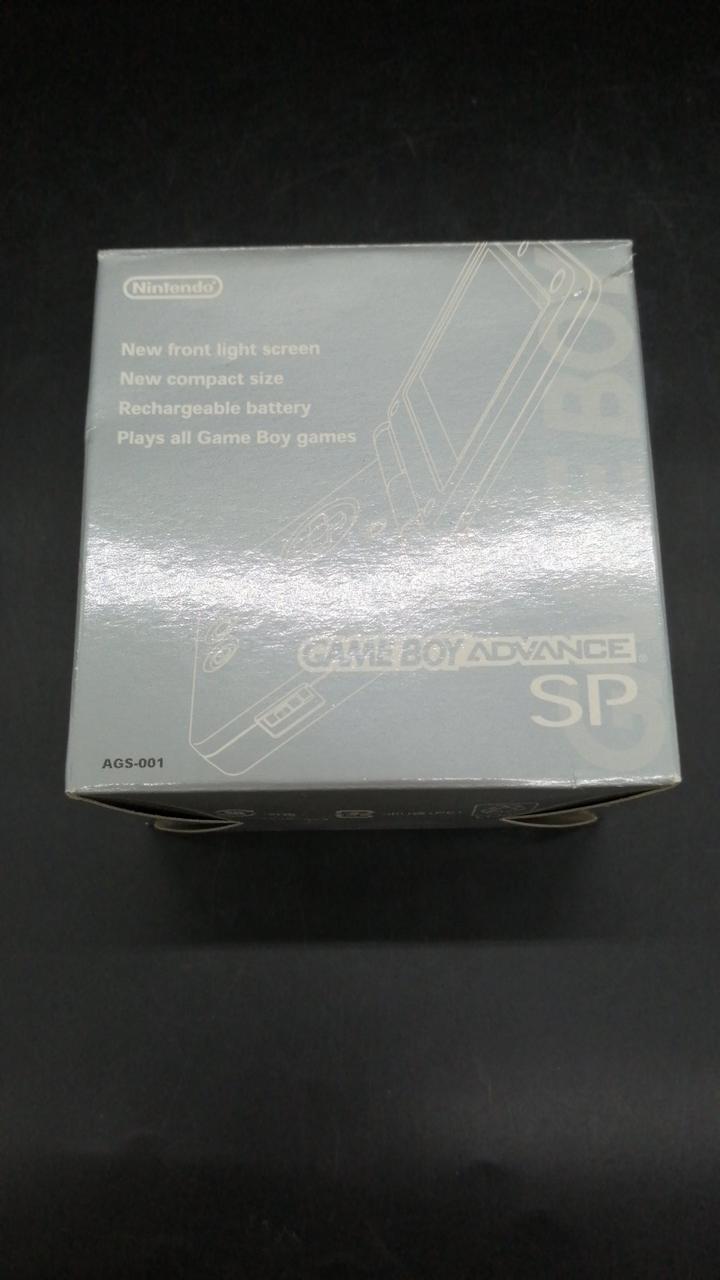 Nintendo®
New front light screen
New compact size
Rechargeable battery
Plays all Game Boy games
GAME BOY ADVANCE
SP
AGS-001